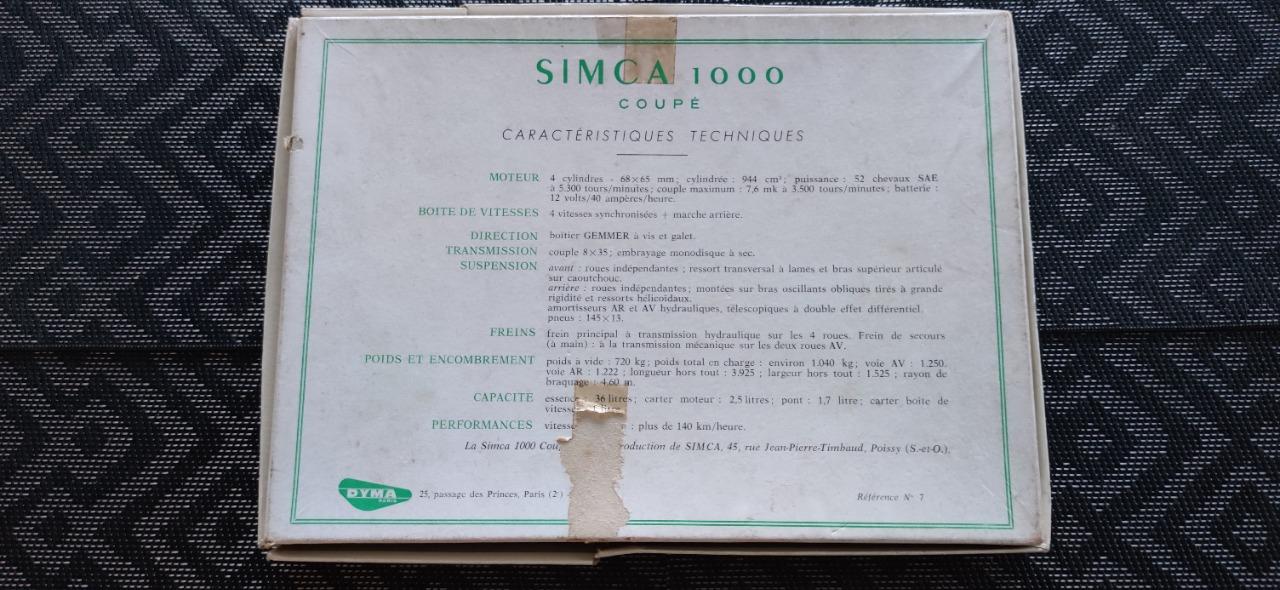 SIMCA 1000
COUPÉ
CARACTÉRISTIQUES TECHNIQUES
MOTEUR 4 cylindres - 68×65 mm; cylindrée : 944 cm³; puissance : 52 chevaux SAE
à 5.300 tours/minutes; couple maximum : 7,6 mk à 3.500 tours/minutes; batterie :
12 volts/40 ampères/heure.
BOITE DE VITESSES 4 vitesses synchronisées + marche arrière.
DIRECTION boîtier GEMMER à vis et galet.
TRANSMISSION couple 8×35; embrayage monodisque à sec.
SUSPENSION avant : roues indépendantes ; ressort transversal à lames et bras supérieur articulé
sur caoutchouc.
arrière : roues indépendantes; montées sur bras oscillants obliques tirés à grande
rigidité et ressorts hélicoïdaux.
amortisseurs AR et AV hydrauliques, télescopiques à double effet différentiel.
pneus : 145×13.
FREINS frein principal à transmission hydraulique sur les 4 roues. Frein de secours
(à main) : à la transmission mécanique sur les deux roues AV.
POIDS ET ENCOMBREMENT poids à vide : 720 kg; poids total en charge : environ 1.040 kg; voie AV : 1.250.
voie AR : 1.222 ; longueur hors tout : 3.925 ; largeur hors tout : 1.525 ; rayon de
braquage : 4,60 m.
CAPACITE essence 36 litres; carter moteur : 2,5 litres; pont : 1,7 litre; carter boîte de
CARACTÈRE
PERFORMANCES : plus de 140 km/heure.
La Simca 1000 de SIMCA, 45, rue Jean-Pierre-Timbaud, Poissy (S.-et-O.).
DYMA
PARIS
25, passage des Princes, Paris (2ᵉ)
Référence N° 7